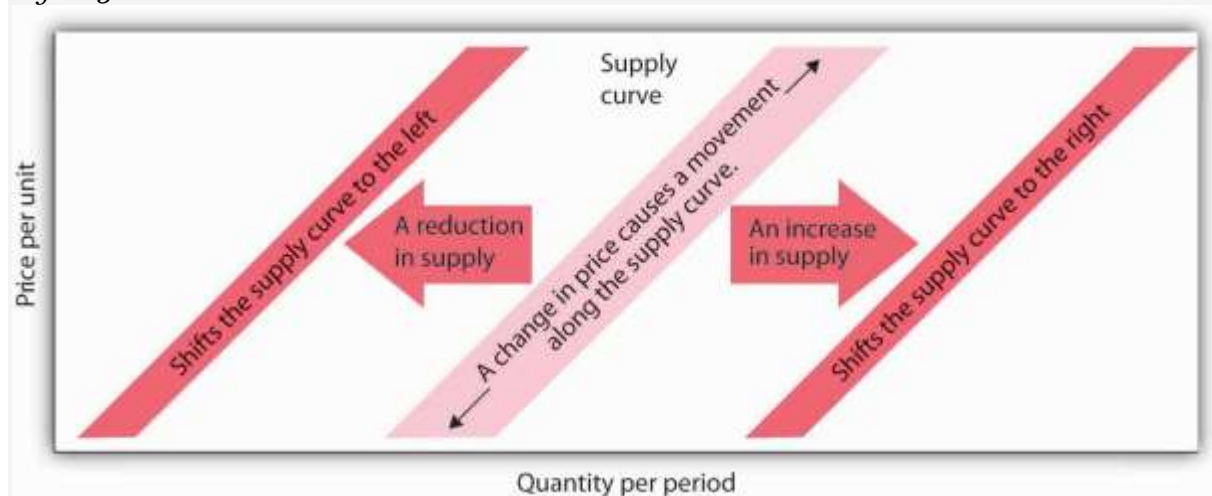 Supply
curve
Price per unit
Shifts the supply curve to the left
A reduction
in supply
A change in price causes a movement
along the supply curve.
An increase
in supply
Shifts the supply curve to the right
Quantity per period